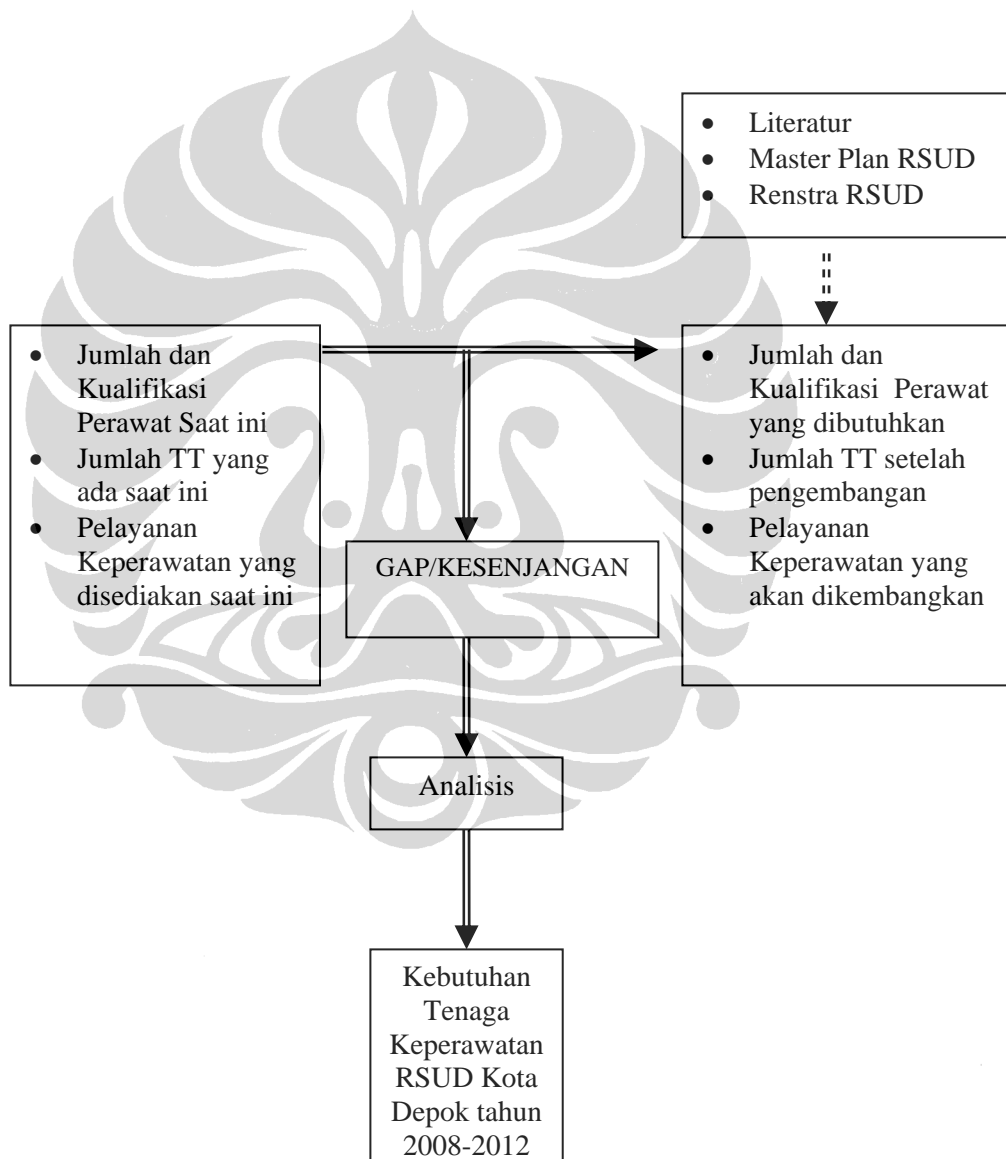 • Literatur
• Master Plan RSUD
• Renstra RSUD
• Jumlah dan
Kualifikasi
Perawat Saat ini
• Jumlah TT yang
ada saat ini
• Pelayanan
Keperawatan yang
disediakan saat ini
• Jumlah dan
Kualifikasi Perawat
yang dibutuhkan
• Jumlah TT setelah
pengembangan
• Pelayanan
Keperawatan yang
akan dikembangkan
GAP/KESENJANGAN
Analisis
Kebutuhan
Tenaga
Keperawatan
RSUD Kota
Depok tahun
2008-2012